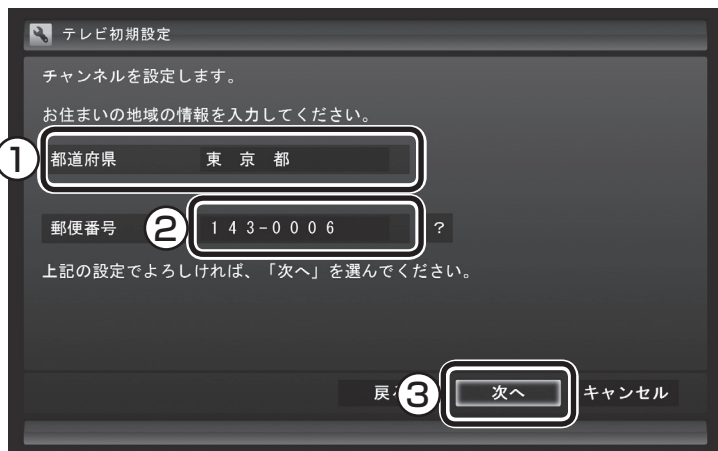 テレビ初期設定
チャンネルを設定します。
お住まいの地域の情報を入力してください。
① 都道府県 東 京 都
郵便番号 ② 143-0006 ?
上記の設定でよろしければ、「次へ」を選んでください。
③ 次へ キャンセル